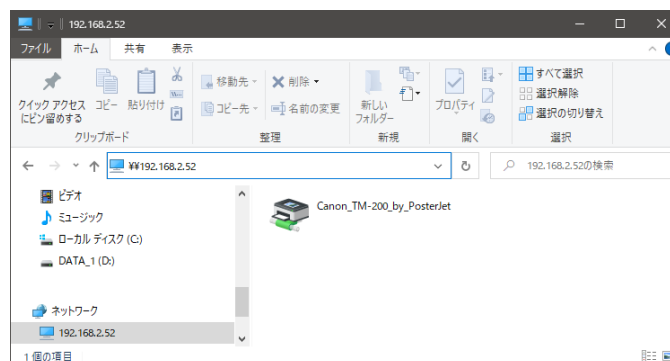 192.168.2.52
ファイル ホーム 共有 表示
クイック アクセス
にピン留めする
コピー
貼り付け
移動先
コピー先
削除
名前の変更
新しい
フォルダー
プロパティ
すべて選択
選択解除
選択の切り替え
クリップボード 整理 新規 開く 選択
¥¥192.168.2.52
192.168.2.52の検索
ビデオ
ミュージック
ローカル ディスク (C:)
DATA_1 (D:)
ネットワーク
192.168.2.52
Canon_TM-200_by_PosterJet
1 個の項目